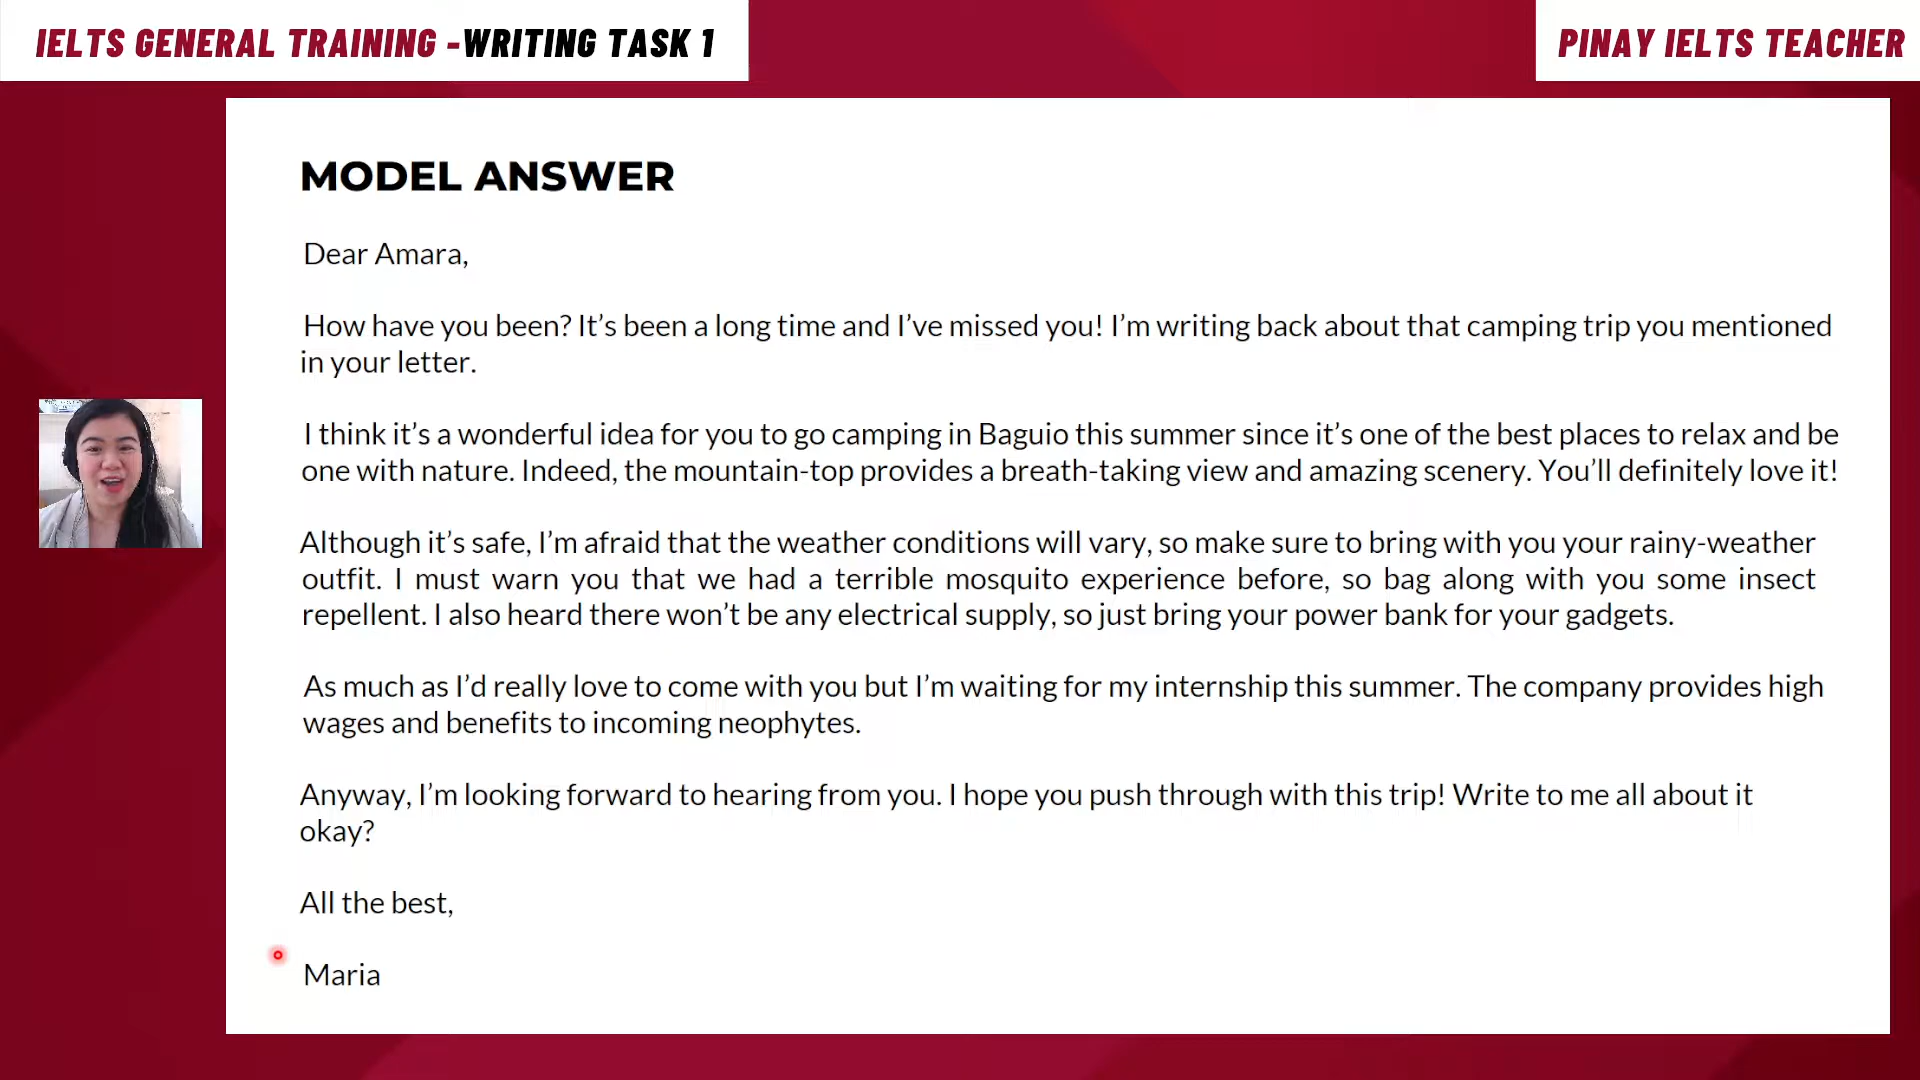 IELTS GENERAL TRAINING -WRITING TASK 1
PINAY IELTS TEACHER
MODEL ANSWER
Dear Amara,
How have you been? It’s been a long time and I’ve missed you! I’m writing back about that camping trip you mentioned
in your letter.
I think it’s a wonderful idea for you to go camping in Baguio this summer since it’s one of the best places to relax and be
one with nature. Indeed, the mountain-top provides a breath-taking view and amazing scenery. You’ll definitely love it!
Although it’s safe, I’m afraid that the weather conditions will vary, so make sure to bring with you your rainy-weather
outfit. I must warn you that we had a terrible mosquito experience before, so bag along with you some insect
repellent. I also heard there won’t be any electrical supply, so just bring your power bank for your gadgets.
As much as I’d really love to come with you but I’m waiting for my internship this summer. The company provides high
wages and benefits to incoming neophytes.
Anyway, I’m looking forward to hearing from you. I hope you push through with this trip! Write to me all about it
okay?
All the best,
Maria